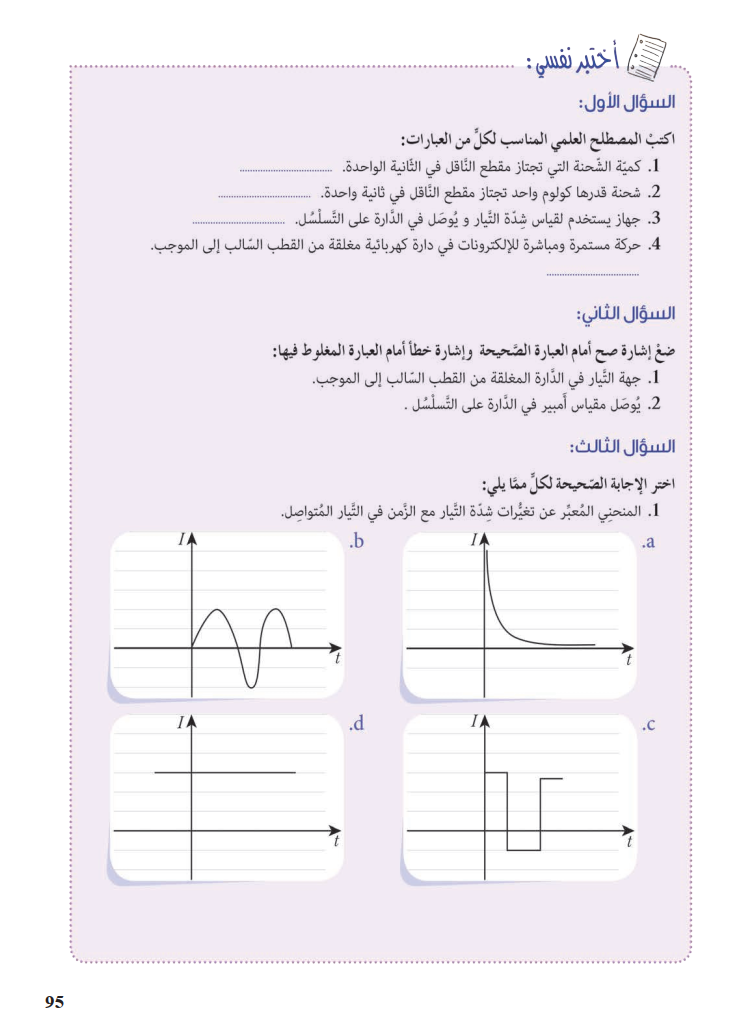 أختبر نفسي:
السؤال الأول:
اكتبْ المصطلح العلمي المناسب لكلٍّ من العبارات:
1. كميّة الشّحنة التي تجتاز مقطع النَّاقل في الثَّانية الواحدة. ................................
2. شحنة قدرها كولوم واحد تجتاز مقطع النَّاقل في ثانية واحدة. ................................
3. جهاز يستخدم لقياس شِدّة التَّيار و يُوصَل في الدَّارة على التَّسلْسُل. ................................
4. حركة مستمرة ومباشرة للإلكترونات في دارة كهربائية مغلقة من القطب السّالب إلى الموجب.
................................
السؤال الثاني:
ضعْ إشارة صح أمام العبارة الصَّحيحة وإشارة خطأ أمام العبارة المغلوط فيها:
1. جهة التَّيار في الدَّارة المغلقة من القطب السّالب إلى الموجب.
2. يُوصَل مقياس أَمبير في الدَّارة على التَّسلْسُل .
السؤال الثالث:
اختر الإجابة الصّحيحة لكلٍّ ممَّا يلي:
1. المنحنِي المُعبِّر عن تغيُّرات شِدّة التَّيار مع الزَّمن في التَّيار المُتواصِل.
a.
I
t
b.
I
t
c.
I
t
d.
I
t
95